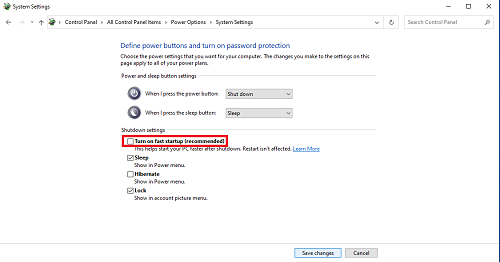 System Settings
Control Panel > All Control Panel Items > Power Options > System Settings
Search Control Panel
Define power buttons and turn on password protection
Choose the power settings that you want for your computer. The changes you make to the settings on this
page apply to all of your power plans.
Power and sleep button settings
When I press the power button: Shut down
When I press the sleep button: Sleep
Shutdown settings
Turn on fast startup (recommended)
This helps start your PC faster after shutdown. Restart isn't affected. Learn More
Sleep
Show in Power menu.
Hibernate
Show in Power menu.
Lock
Show in account picture menu.
Save changes Cancel